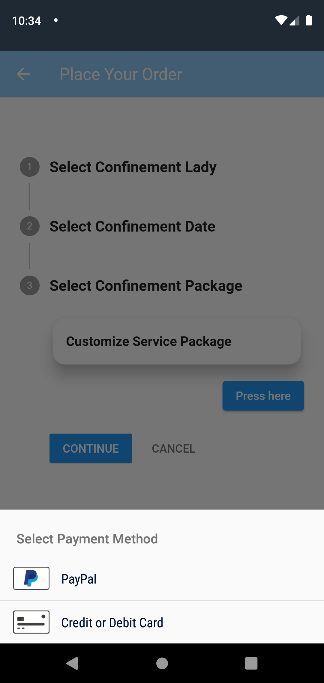 10:34
Place Your Order
1 Select Confinement Lady
2 Select Confinement Date
3 Select Confinement Package
Customize Service Package
Press here
CONTINUE CANCEL
Select Payment Method
PayPal
Credit or Debit Card